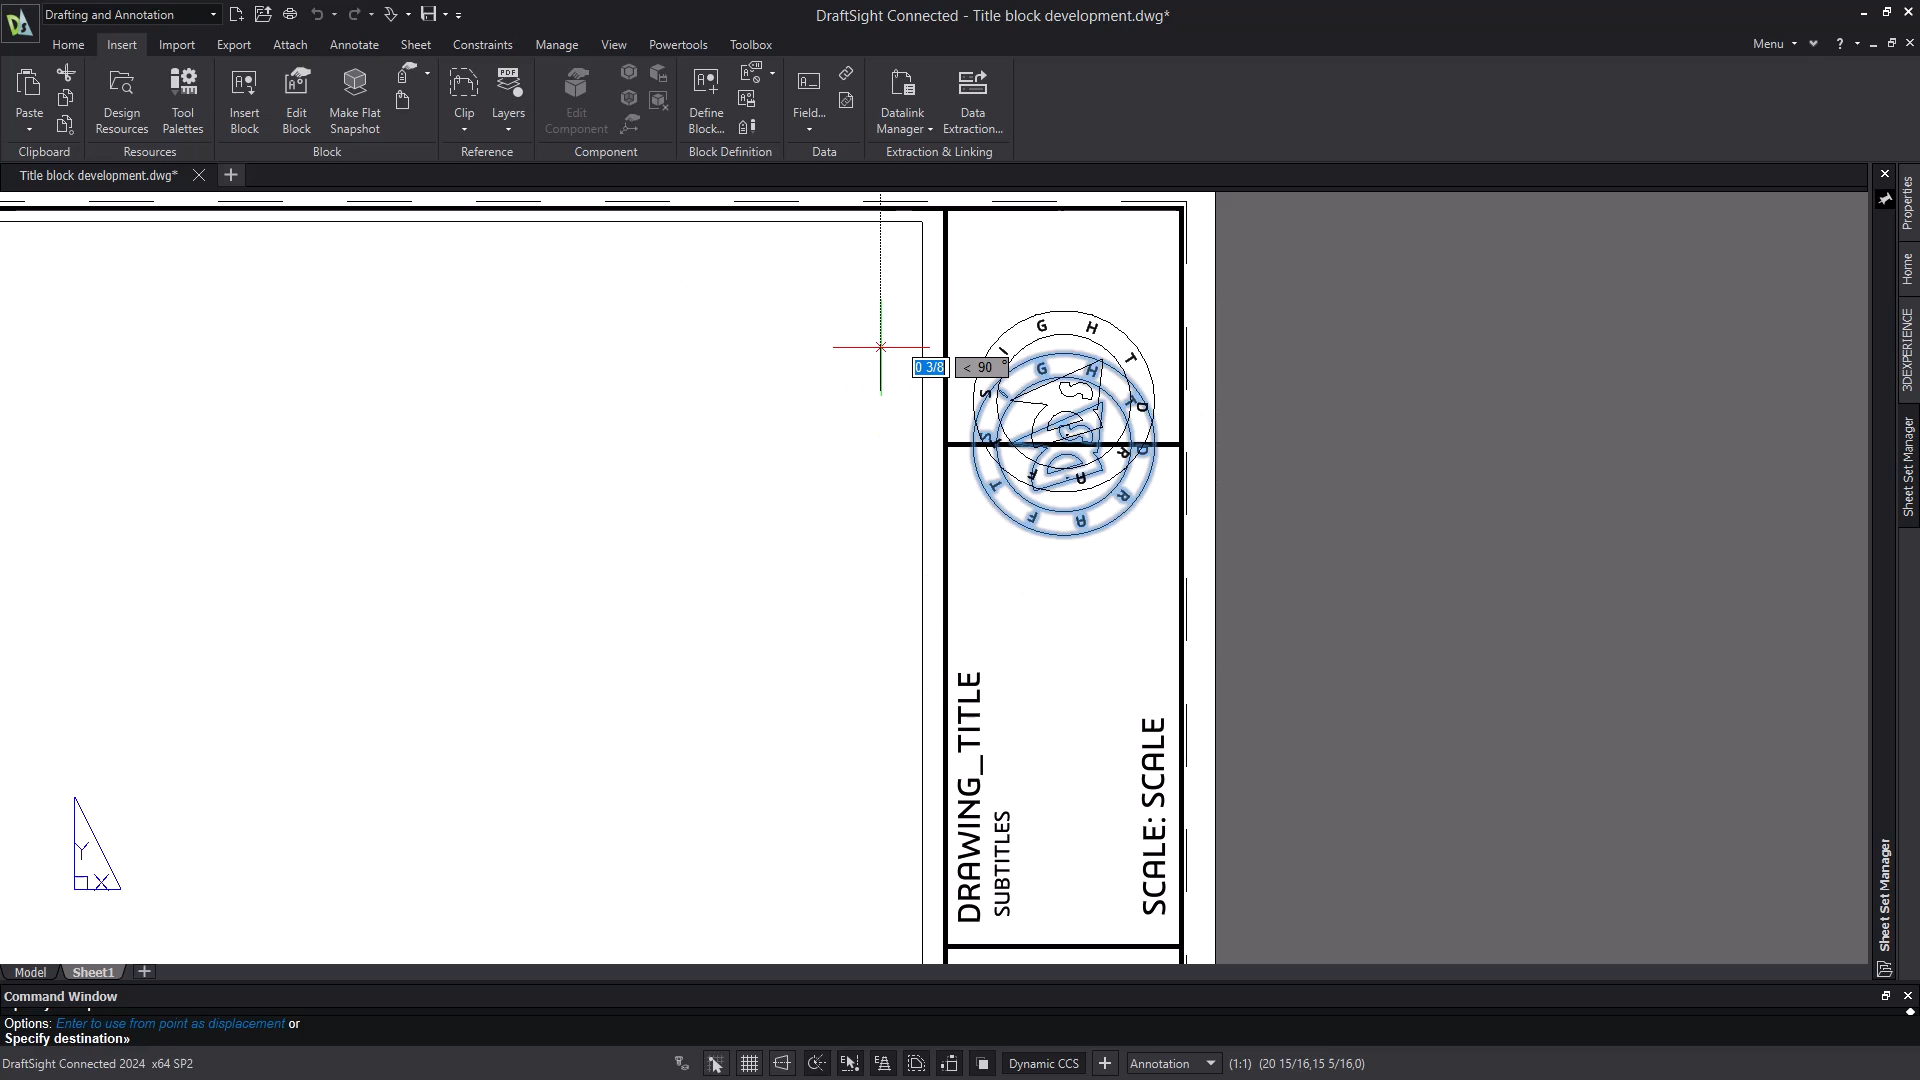 Drafting and Annotation
DraftSight Connected - Title block development.dwg*
Home Insert Import Export Attach Annotate Sheet Constraints Manage View Powertools Toolbox
Menu ?
Paste
Design Resources
Tool Palettes
Insert Block
Edit Block
Make Flat Snapshot
Clip
Layers
Edit Component
Define Block...
Field...
Datalink Manager
Data Extraction...
Clipboard Resources Block Reference Component Block Definition Data Extraction & Linking
Title block development.dwg*
Properties
Home
3DEXPERIENCE
Sheet Set Manager
Sheet Set Manager
0 3/8 < 90 °
DRAFTSIGHT
DRAFTSIGHT
DRAWING_TITLE
SUBTITLES
SCALE: SCALE
Y
X
Model Sheet1
Command Window
Options: Enter to use from point as displacement or
Specify destination»
DraftSight Connected 2024 x64 SP2
Dynamic CCS
Annotation
(1:1) (20 15/16,15 5/16,0)